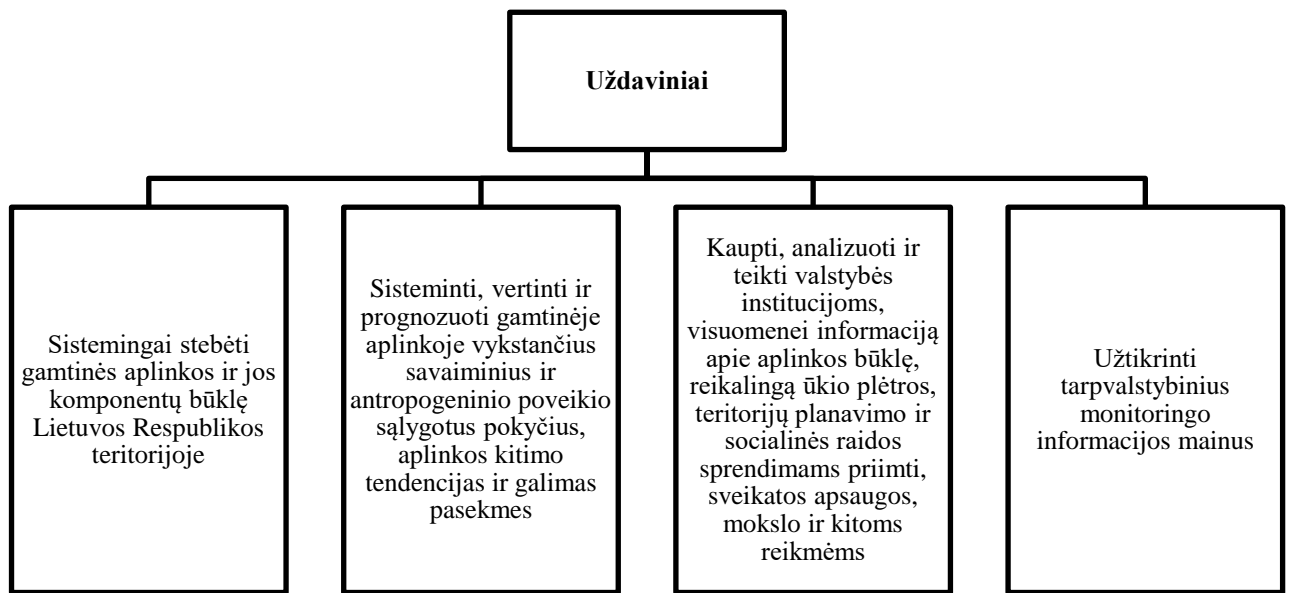 Uždaviniai
Sistemingai stebėti
gamtinės aplinkos ir jos
komponentų būklę
Lietuvos Respublikos
teritorijoje
Sisteminti, vertinti ir
prognozuoti gamtinėje
aplinkoje vykstančius
savaiminius ir
antropogeninio poveikio
sąlygotus pokyčius,
aplinkos kitimo
tendencijas ir galimas
pasekmes
Kaupti, analizuoti ir
teikti valstybės
institucijoms,
visuomenei informaciją
apie aplinkos būklę,
reikalingą ūkio plėtros,
teritorijų planavimo ir
socialinės raidos
sprendimams priimti,
sveikatos apsaugos,
mokslo ir kitoms
reikmėms
Užtikrinti
tarpvalstybinius
monitoringo
informacijos mainus